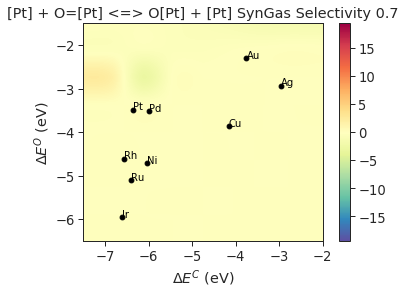 [Pt] + O=[Pt] <=> O[Pt] + [Pt] SynGas Selectivity 0.7
ΔE^O (eV)
−2
−3
−4
−5
−6
Au
Ag
Pt
Pd
Cu
Rh
Ni
Ru
Ir
−7
−6
−5
−4
−3
−2
ΔE^C (eV)
15
10
5
0
−5
−10
−15